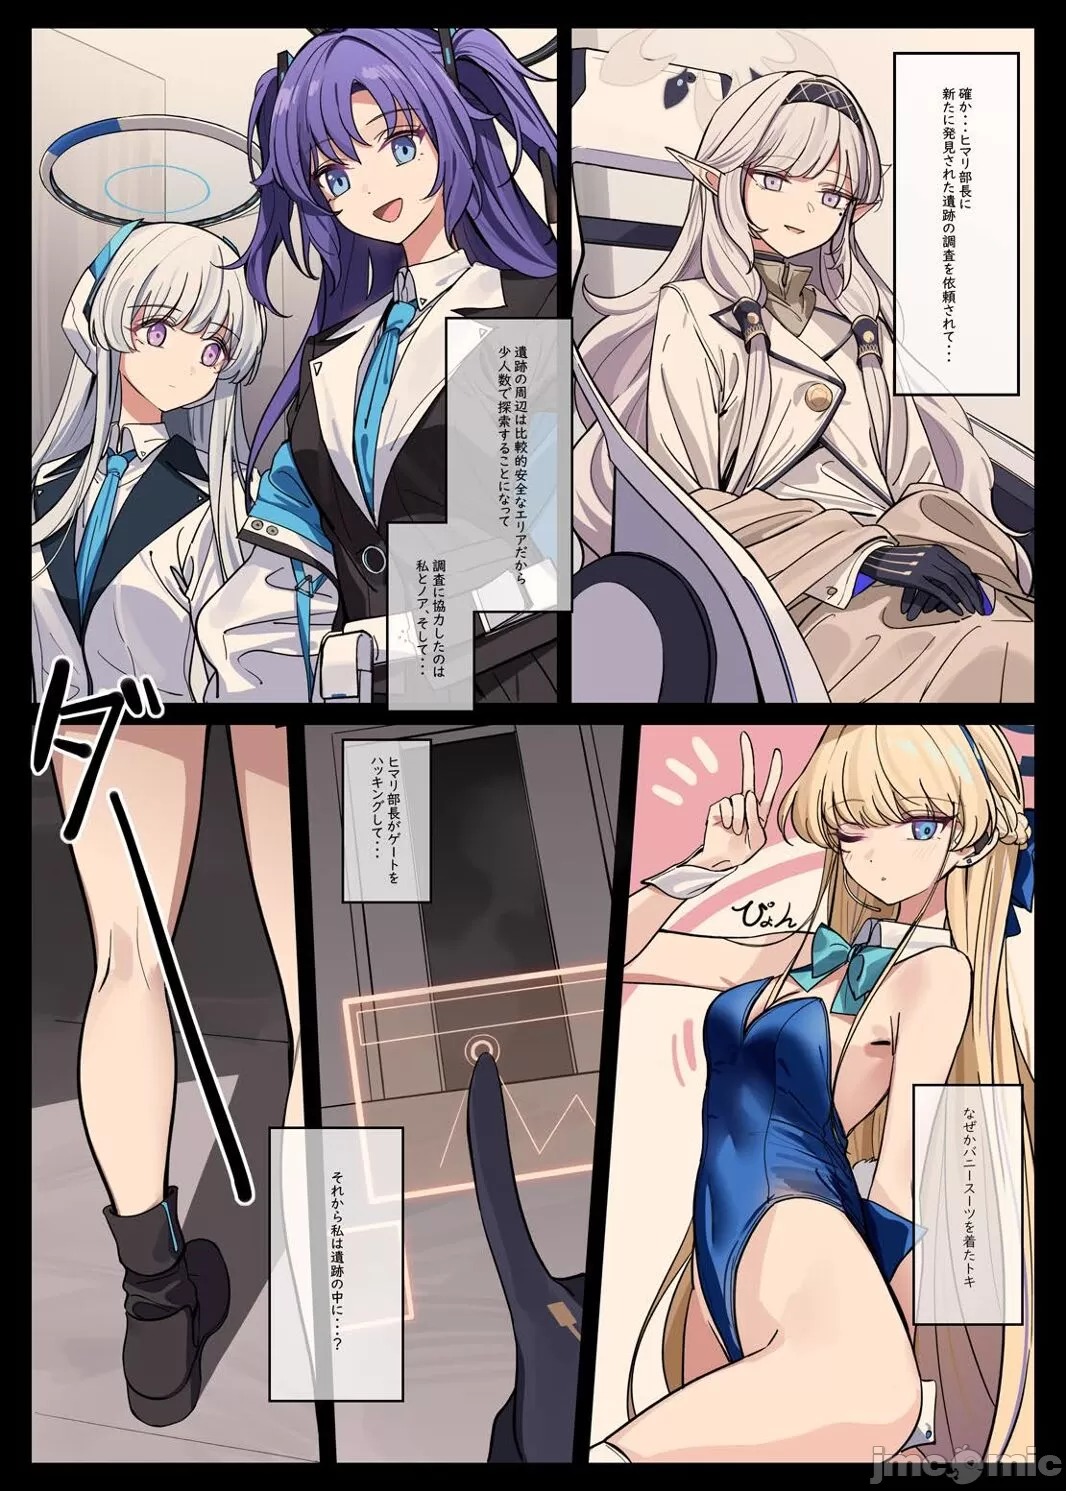 確か・・・ヒマリ部長に
新たに発見された遺跡の調査を依頼されて・・・
遺跡の周辺は比較的安全なエリアだから
少人数で探索することになって
調査に協力したのは
私とノア、そして・・・
ぴょん
なぜかバニースーツを着たトキ
ヒマリ部長がゲートを
ハッキングして・・・
それから私は遺跡の中に・・・？
ダッ
jmcomic